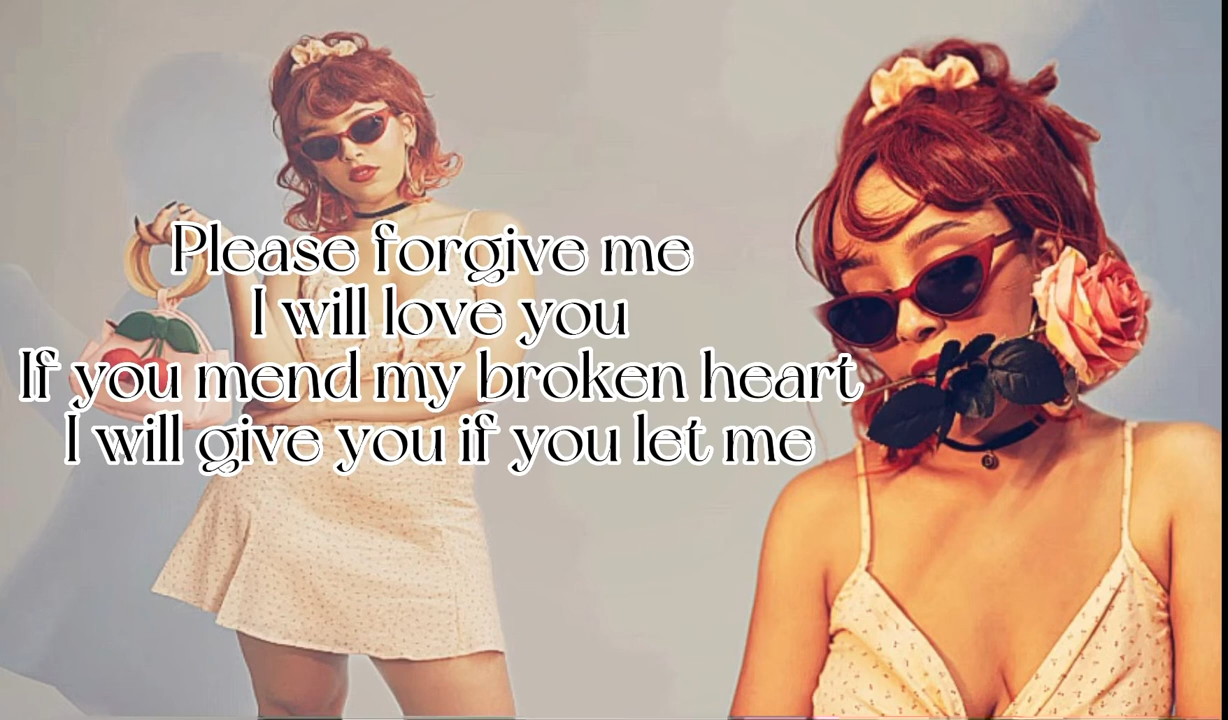 Please forgive me
I will love you
If you mend my broken heart
I will give you if you let me